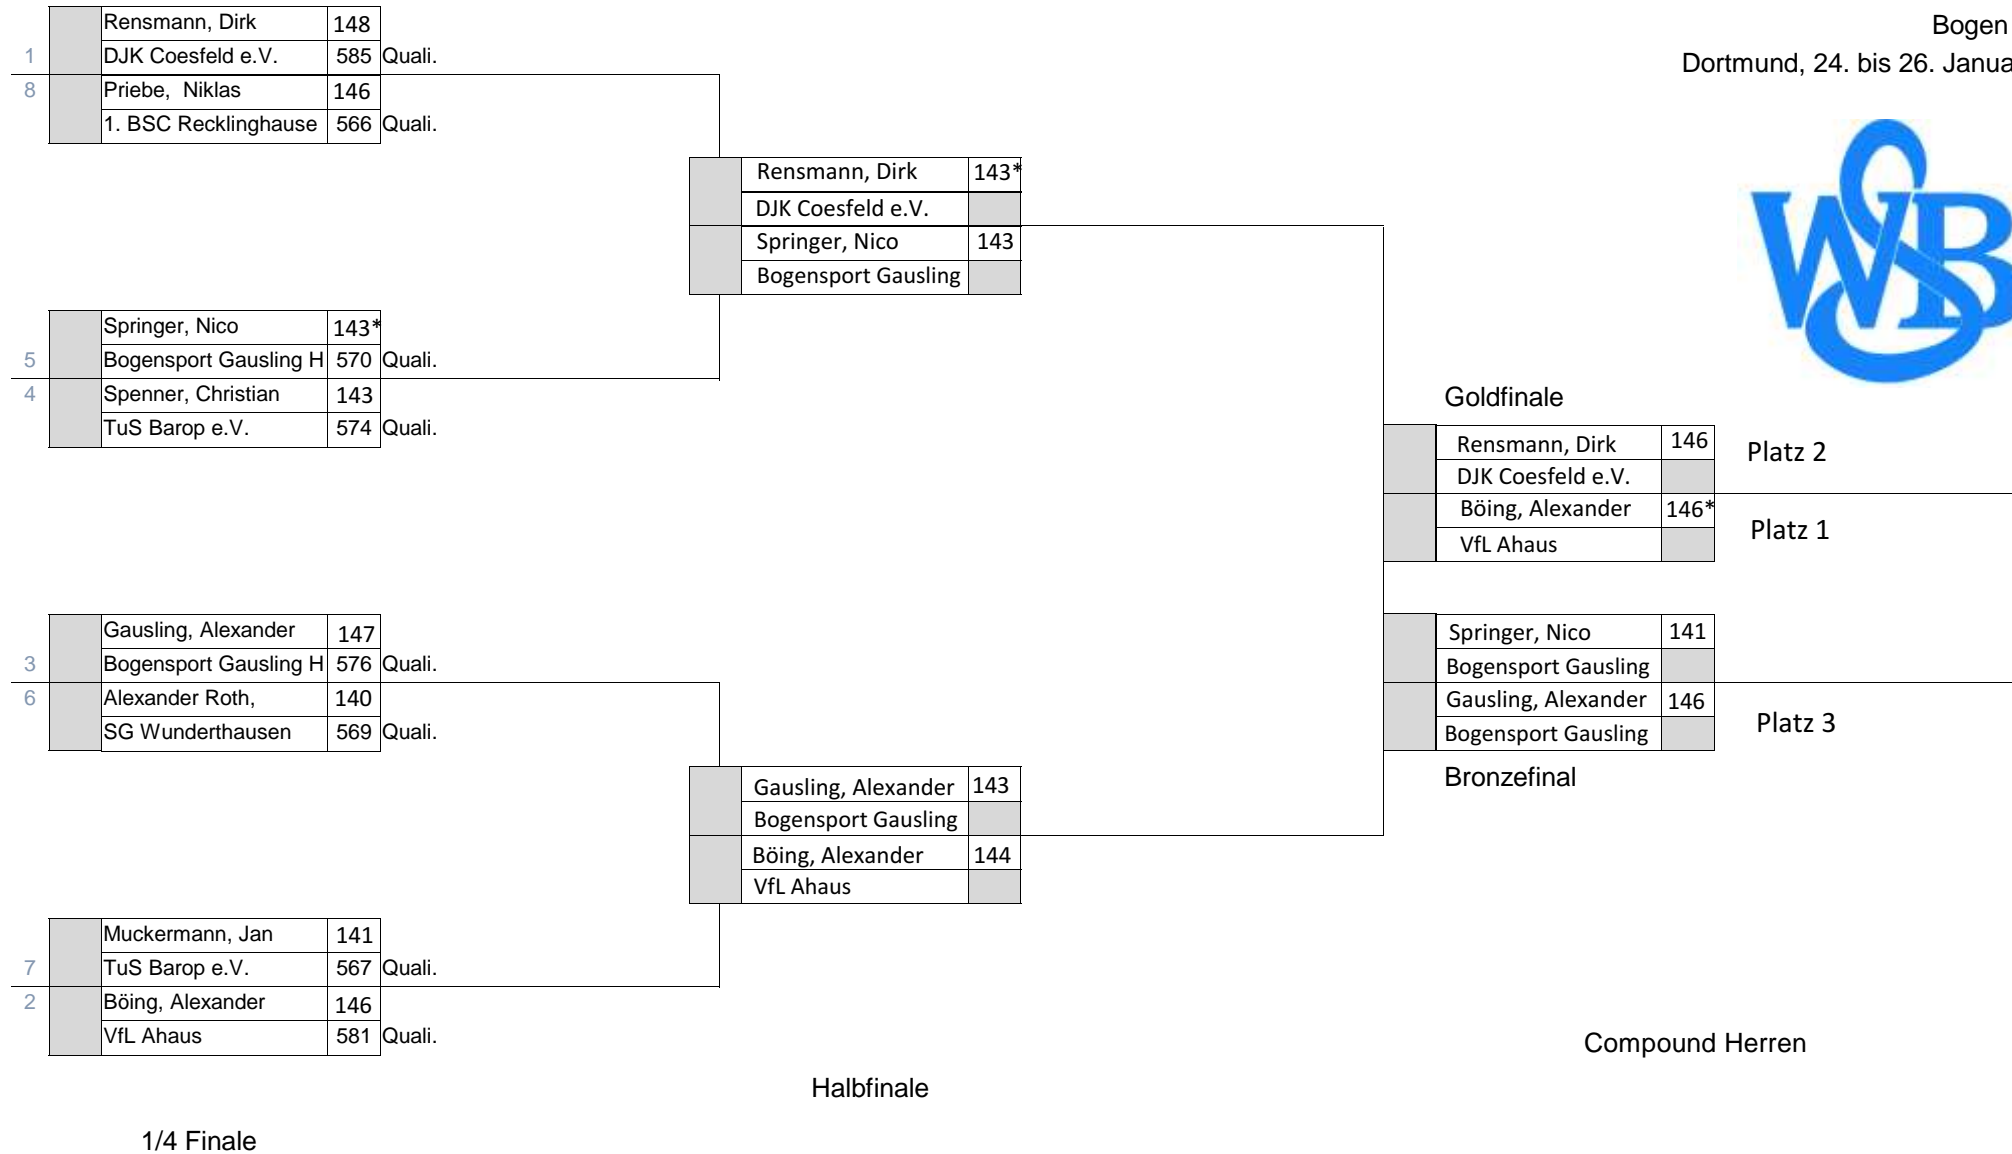 Bogen
Dortmund, 24. bis 26. Janua
WSB
Rensmann, Dirk 148
1 DJK Coesfeld e.V. 585 Quali.
8 Priebe, Niklas 146
1. BSC Recklinghause 566 Quali.
Springer, Nico 143*
5 Bogensport Gausling H 570 Quali.
4 Spenner, Christian 143
TuS Barop e.V. 574 Quali.
Gausling, Alexander 147
3 Bogensport Gausling H 576 Quali.
6 Alexander Roth, 140
SG Wunderthausen 569 Quali.
Muckermann, Jan 141
7 TuS Barop e.V. 567 Quali.
2 Böing, Alexander 146
VfL Ahaus 581 Quali.
1/4 Finale
Rensmann, Dirk 143*
DJK Coesfeld e.V.
Springer, Nico 143
Bogensport Gausling
Gausling, Alexander 143
Bogensport Gausling
Böing, Alexander 144
VfL Ahaus
Halbfinale
Goldfinale
Rensmann, Dirk 146 Platz 2
DJK Coesfeld e.V.
Böing, Alexander 146* Platz 1
VfL Ahaus
Springer, Nico 141
Bogensport Gausling
Gausling, Alexander 146 Platz 3
Bogensport Gausling
Bronzefinal
Compound Herren